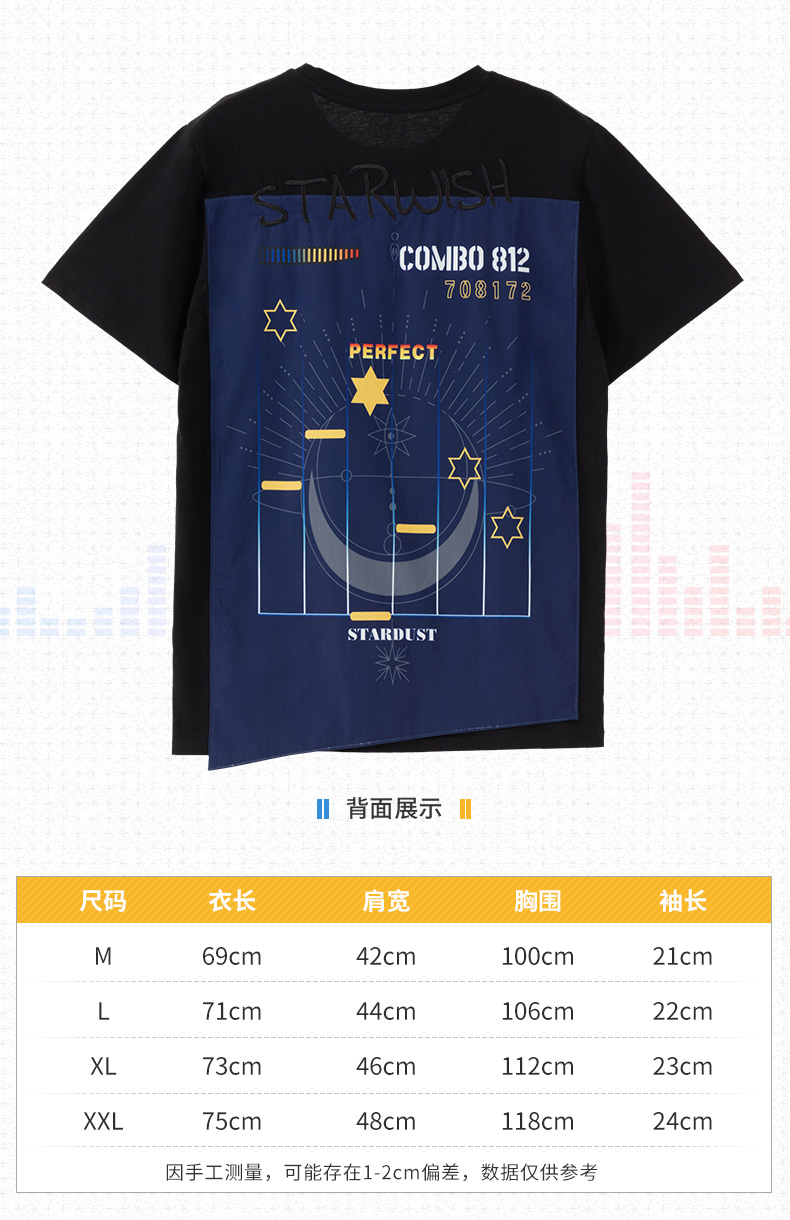 STARWISH
COMBO 812
708172
PERFECT
STARDUST
背面展示
尺码 衣长 肩宽 胸围 袖长
M 69cm 42cm 100cm 21cm
L 71cm 44cm 106cm 22cm
XL 73cm 46cm 112cm 23cm
XXL 75cm 48cm 118cm 24cm
因手工测量，可能存在1-2cm偏差，数据仅供参考